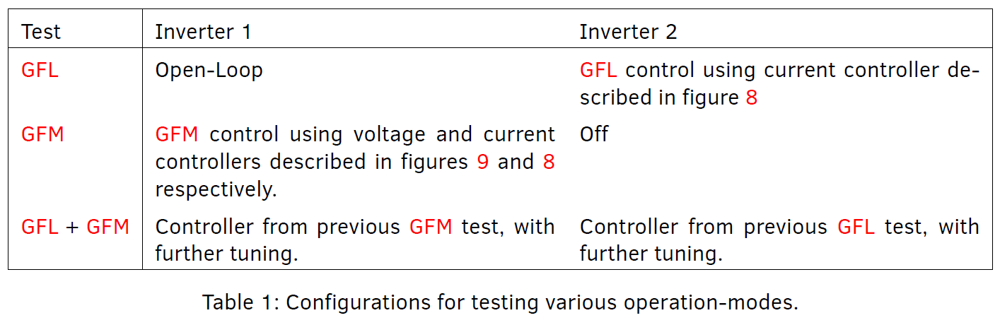 Test Inverter 1 Inverter 2
GFL Open-Loop GFL control using current controller de-
scribed in figure 8
GFM GFM control using voltage and current Off
controllers described in figures 9 and 8
respectively.
GFL + GFM Controller from previous GFM test, with Controller from previous GFL test, with
further tuning. further tuning.
Table 1: Configurations for testing various operation-modes.